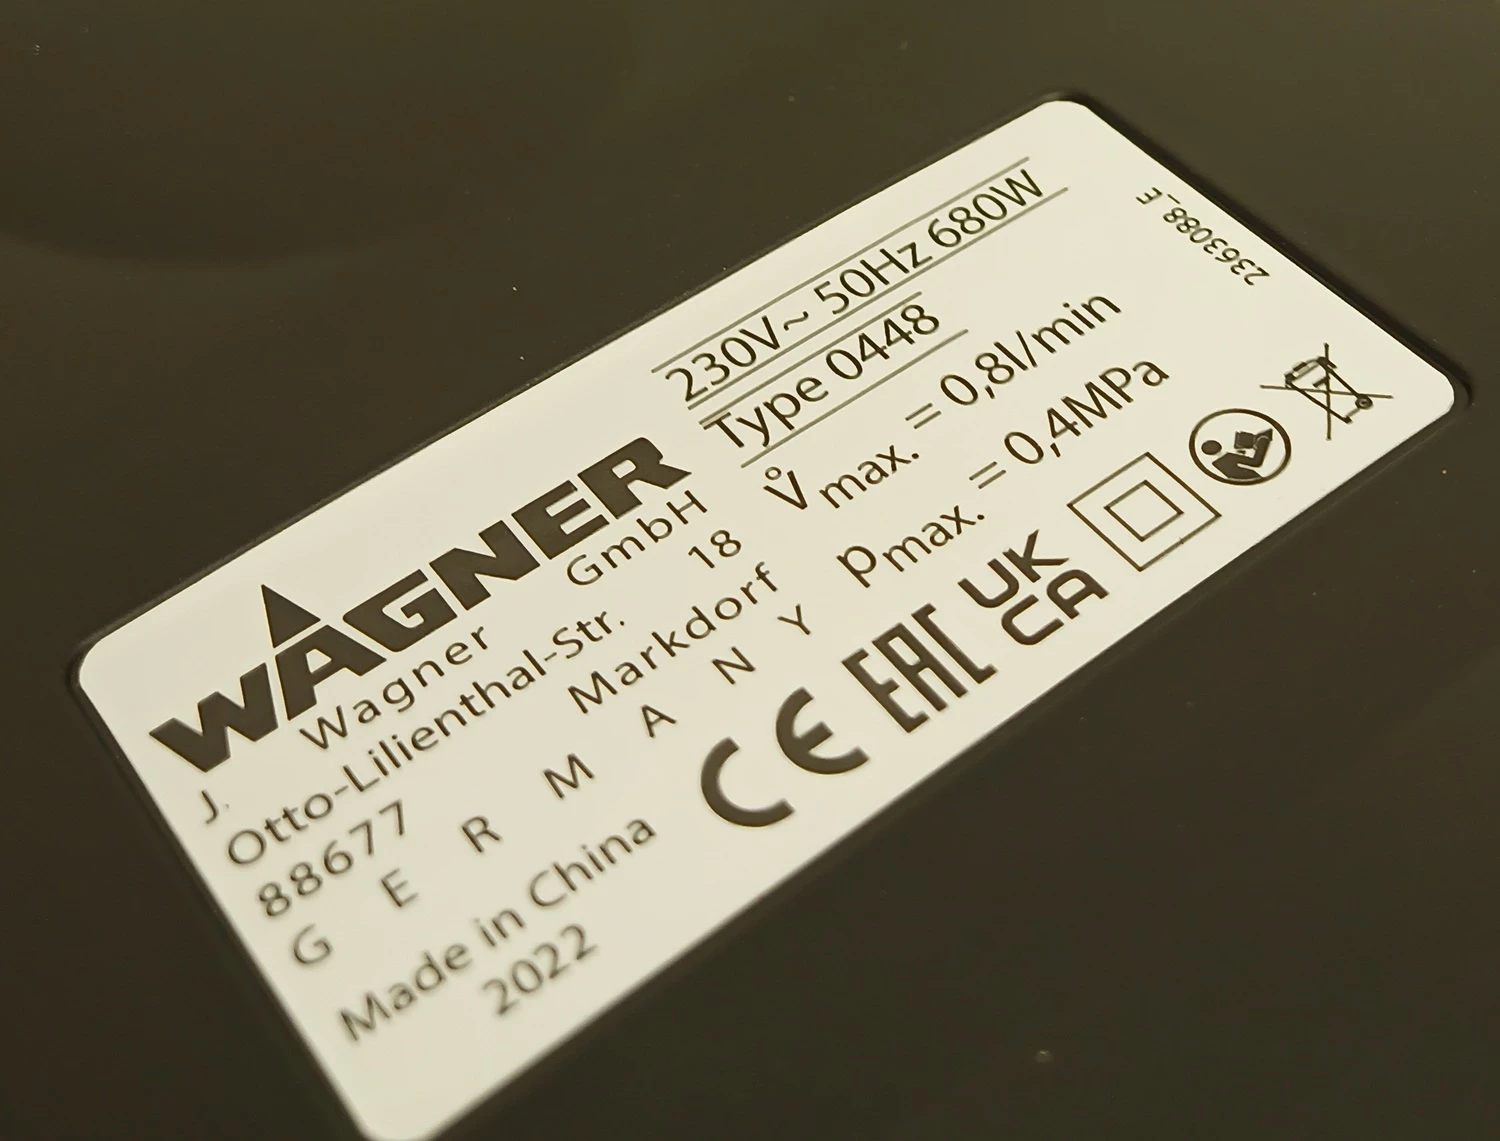 WAGNER
J. Wagner GmbH
Otto-Lilienthal-Str. 18
88677 Markdorf
G E R M A N Y
Made in China
2022
230V~ 50Hz 680W
Type 0448
V̊ max. = 0,8l/min
pmax. = 0,4MPa
CE EAC UK CA
2363088_E